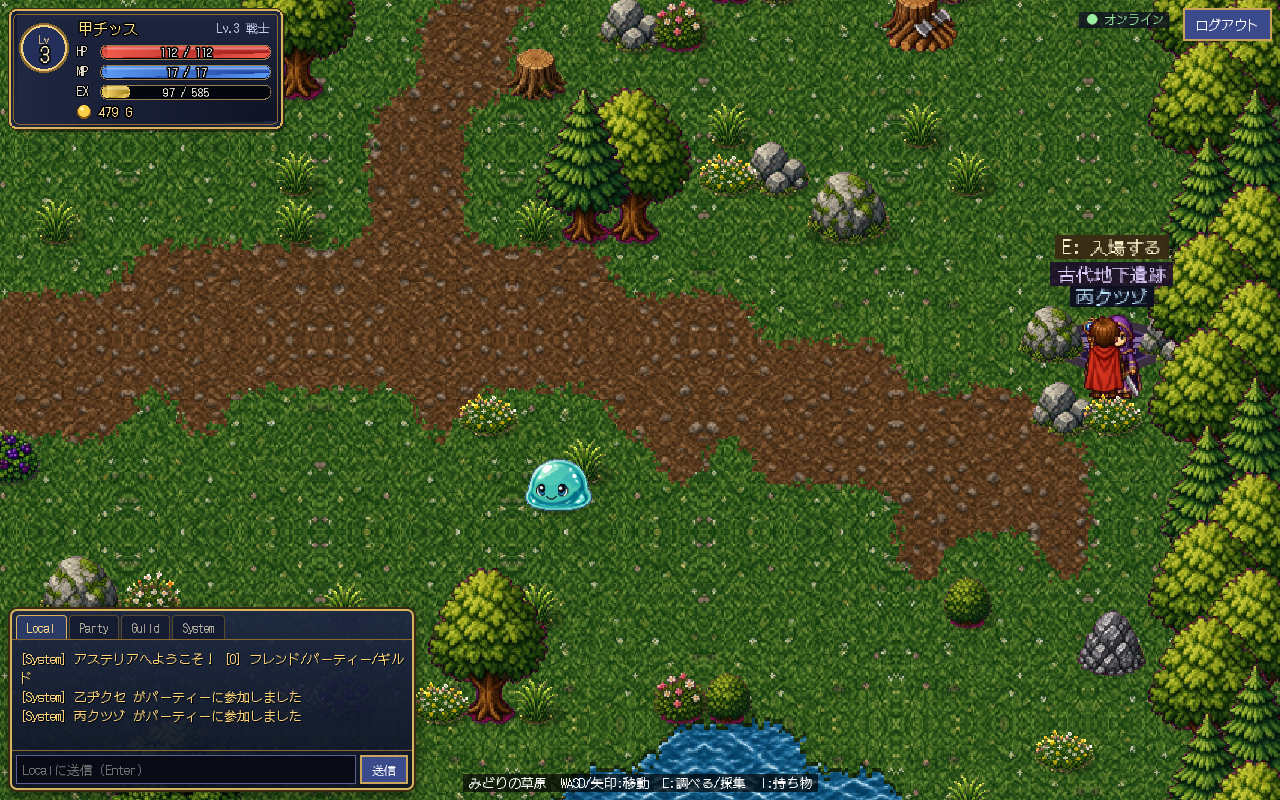 Lv
3
甲チッス
Lv.3 戦士
HP 112 / 112
MP 17 / 17
EX 97 / 585
479 G
オンライン
ログアウト
E: 入場する
古代地下遺跡
丙クツゾ
Local Party Guild System
[System] アステリアへようこそ！ [O] フレンド/パーティー/ギル
ド
[System] 乙ヂクセ がパーティーに参加しました
[System] 丙クツゾ がパーティーに参加しました
Localに送信 (Enter)
送信
みどりの草原 WASD/矢印:移動 E:調べる/採集 I:持ち物